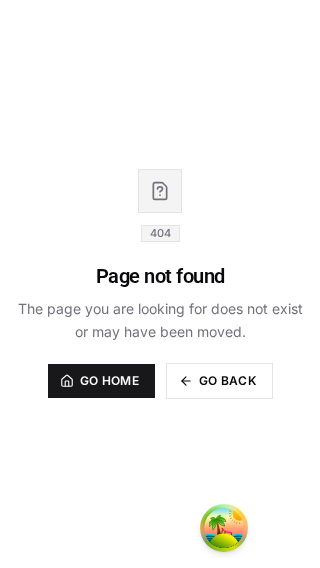 404
Page not found
The page you are looking for does not exist
or may have been moved.
GO HOME
GO BACK